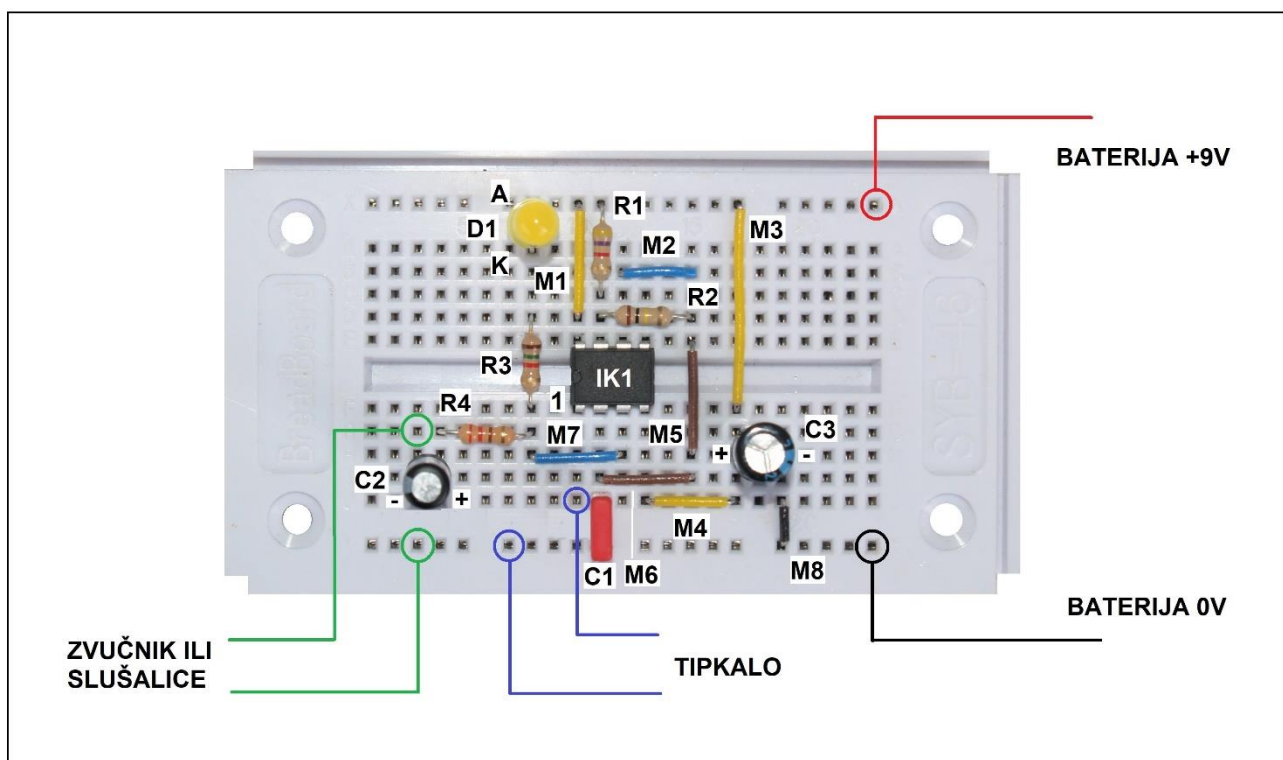 BATERIJA +9V
A
R1
D1
M2
M3
K
M1
R2
R3
IK1
1
R4
M7
M5
C3
+
-
C2
-
+
M4
C1
M6
M8
BATERIJA 0V
ZVUČNIK ILI
SLUŠALICE
TIPKALO
BreadBoard